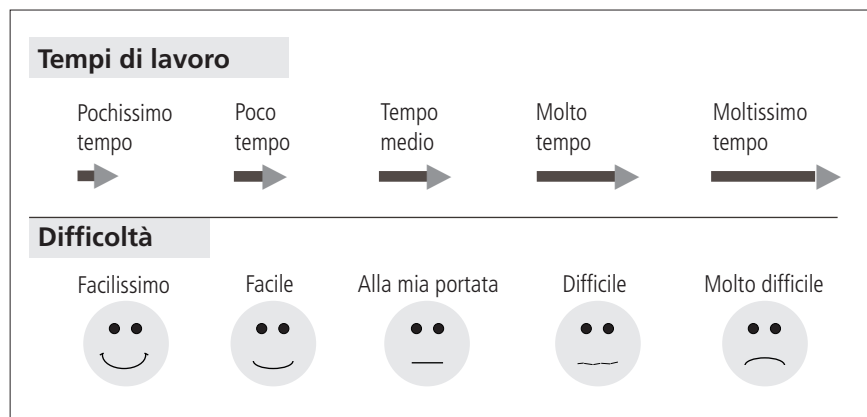 Tempi di lavoro
Pochissimo tempo
Poco tempo
Tempo medio
Molto tempo
Moltissimo tempo
Difficoltà
Facilissimo
Facile
Alla mia portata
Difficile
Molto difficile